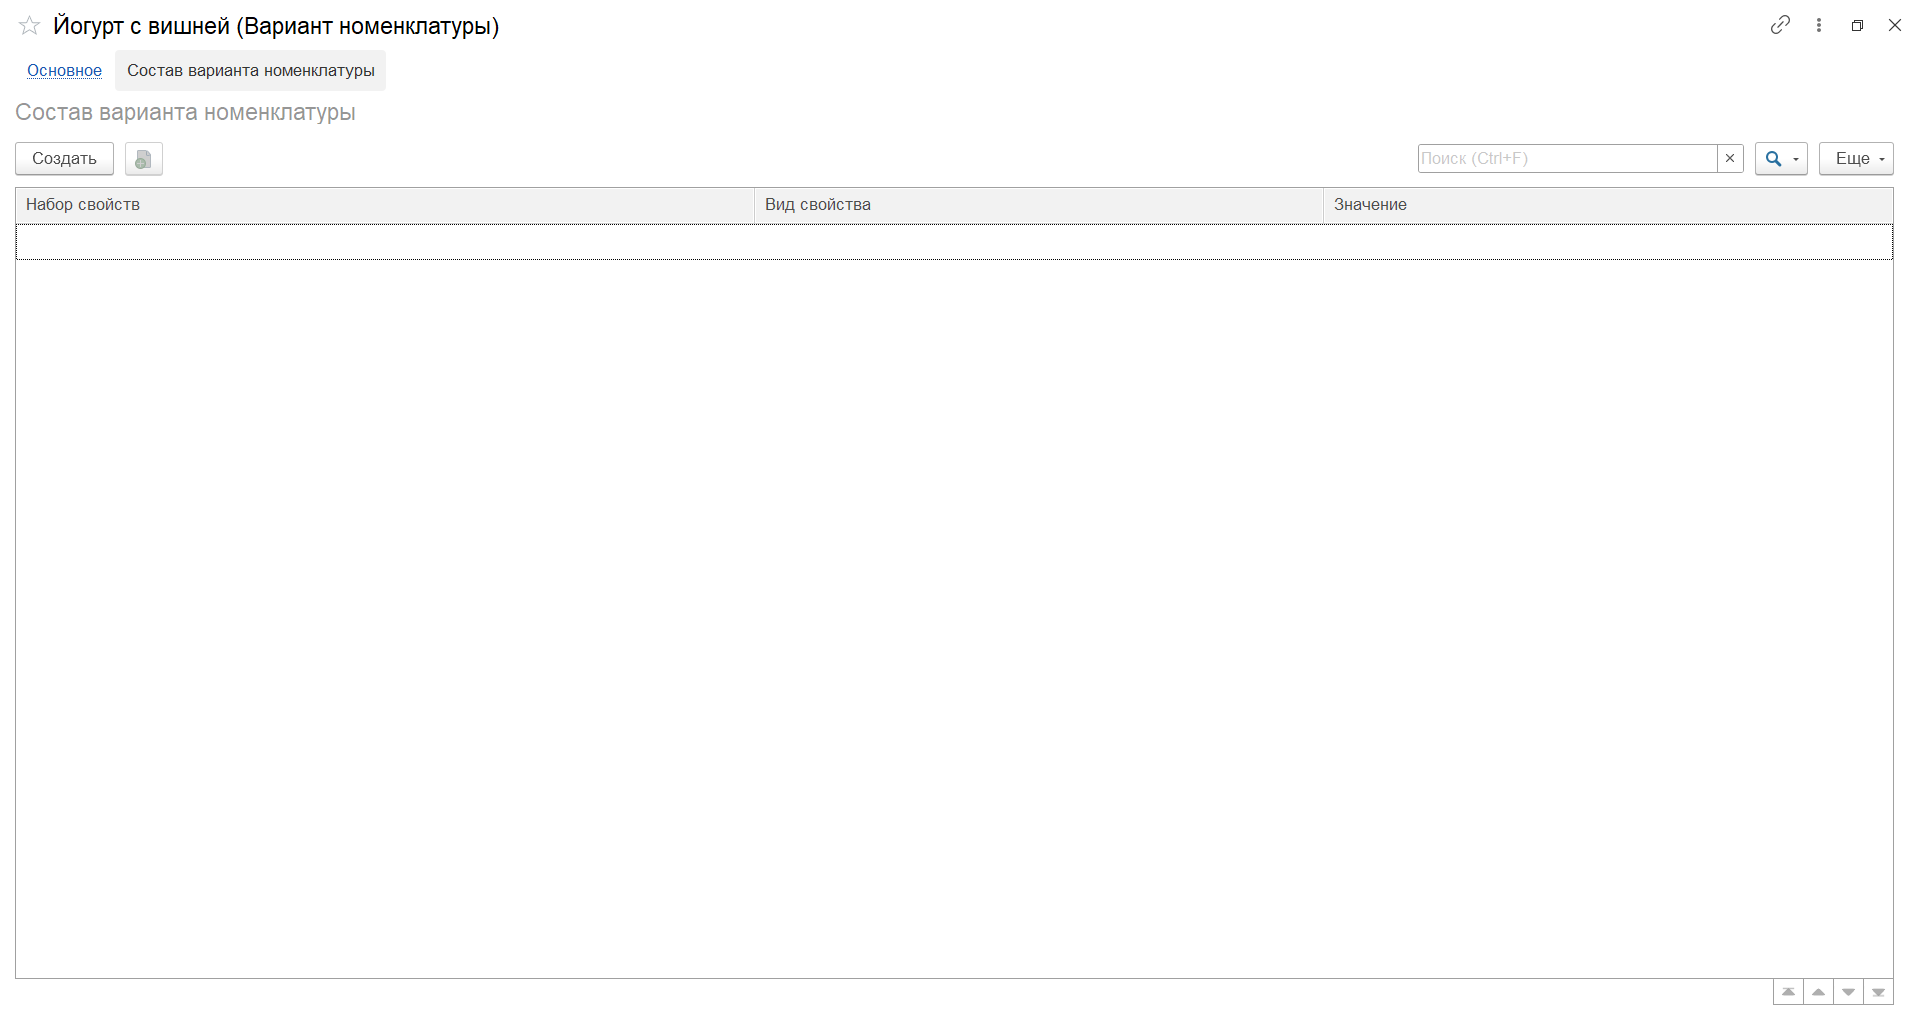 Йогурт с вишней (Вариант номенклатуры)
Основное Состав варианта номенклатуры
Состав варианта номенклатуры
Создать Поиск (Ctrl+F) Еще
Набор свойств Вид свойства Значение